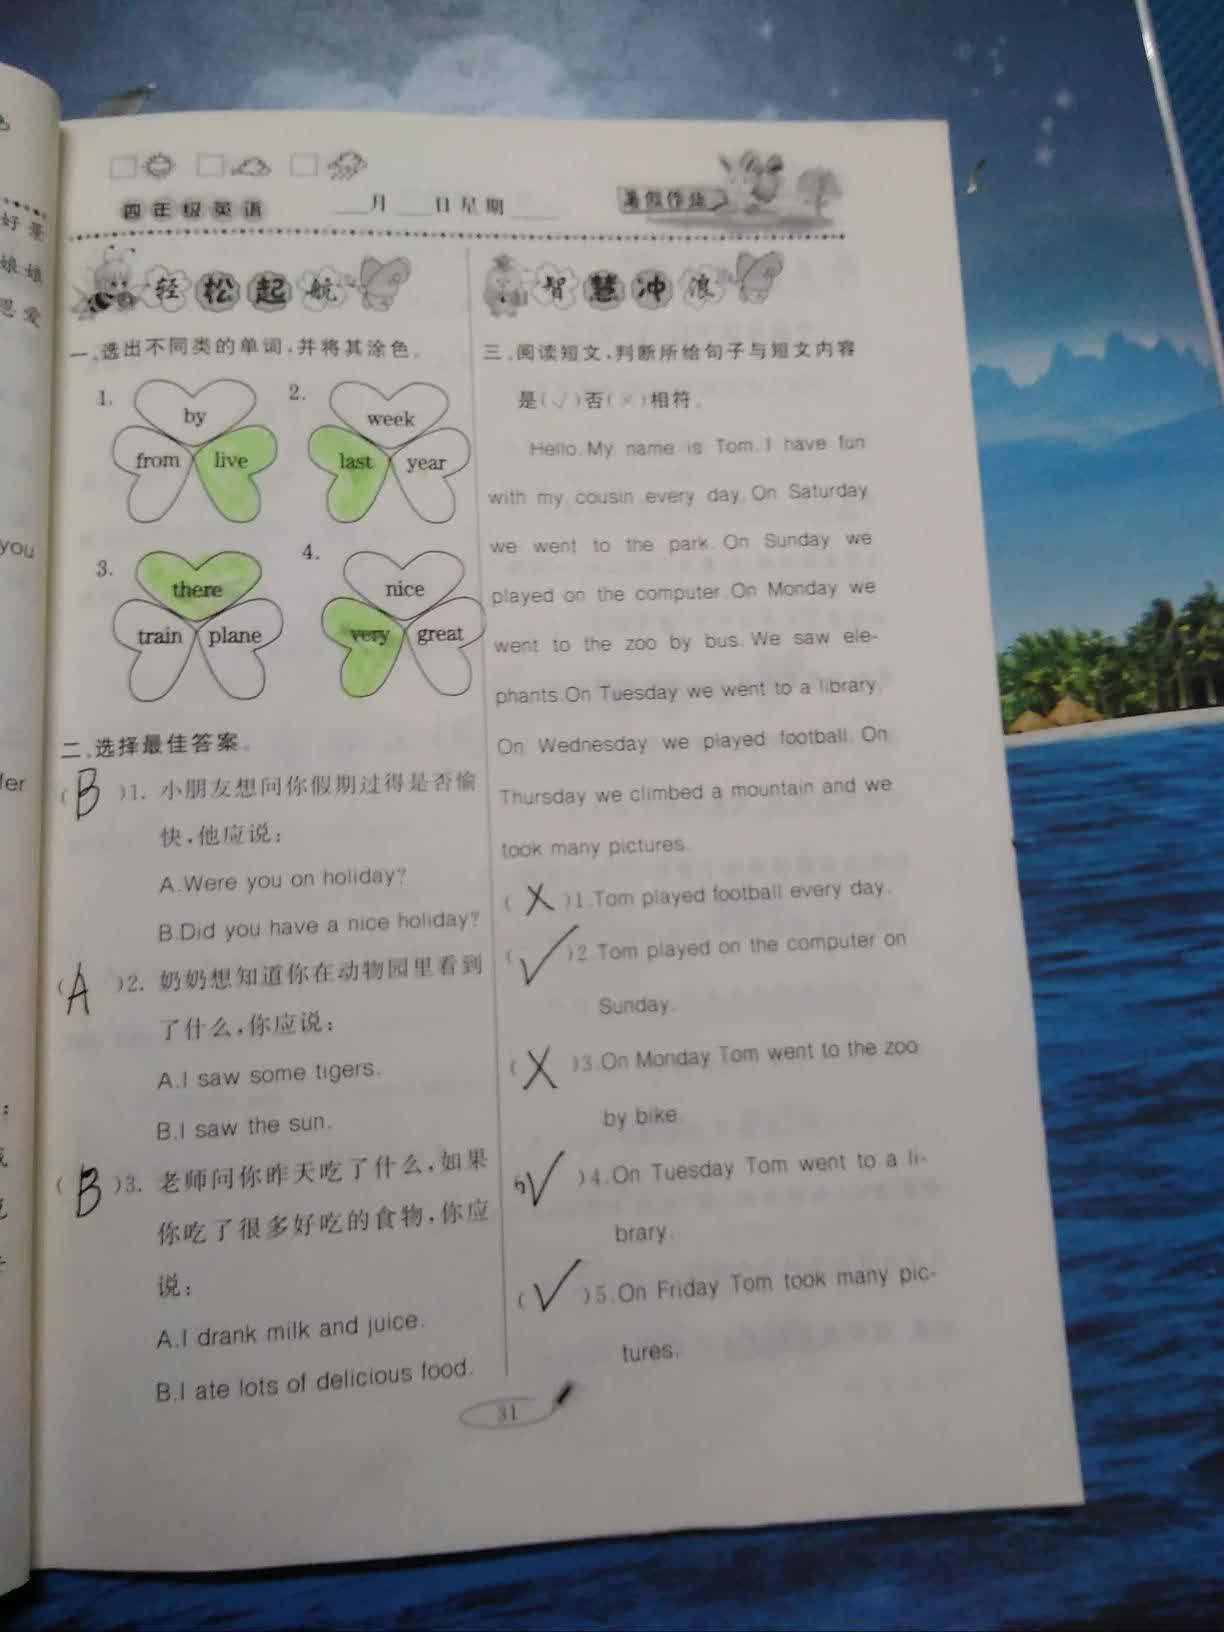 四年级英语
月 日星期
暑假作业
轻松起航
一、选出不同类的单词,并将其涂色。
1.
by
from live
2.
week
last year
3.
there
train plane
4.
nice
very great
二、选择最佳答案。
(B)1. 小朋友想问你假期过得是否愉
快,他应说:
A.Were you on holiday?
B.Did you have a nice holiday?
(A)2. 奶奶想知道你在动物园里看到
了什么,你应说:
A.I saw some tigers.
B.I saw the sun.
(B)3. 老师问你昨天吃了什么,如果
你吃了很多好吃的食物,你应
说:
A.I drank milk and juice.
B.I ate lots of delicious food.
智慧冲浪
三、阅读短文,判断所给句子与短文内容
是(√)否(×)相符。
Hello.My name is Tom.I have fun
with my cousin every day.On Saturday
we went to the park.On Sunday we
played on the computer.On Monday we
went to the zoo by bus.We saw ele-
phants.On Tuesday we went to a library.
On Wednesday we played football.On
Thursday we climbed a mountain and we
took many pictures.
(×)1.Tom played football every day.
(√)2.Tom played on the computer on
Sunday.
(×)3.On Monday Tom went to the zoo
by bike.
(√)4.On Tuesday Tom went to a li-
brary.
(√)5.On Friday Tom took many pic-
tures.
31
好景
娘娘
恩爱
you